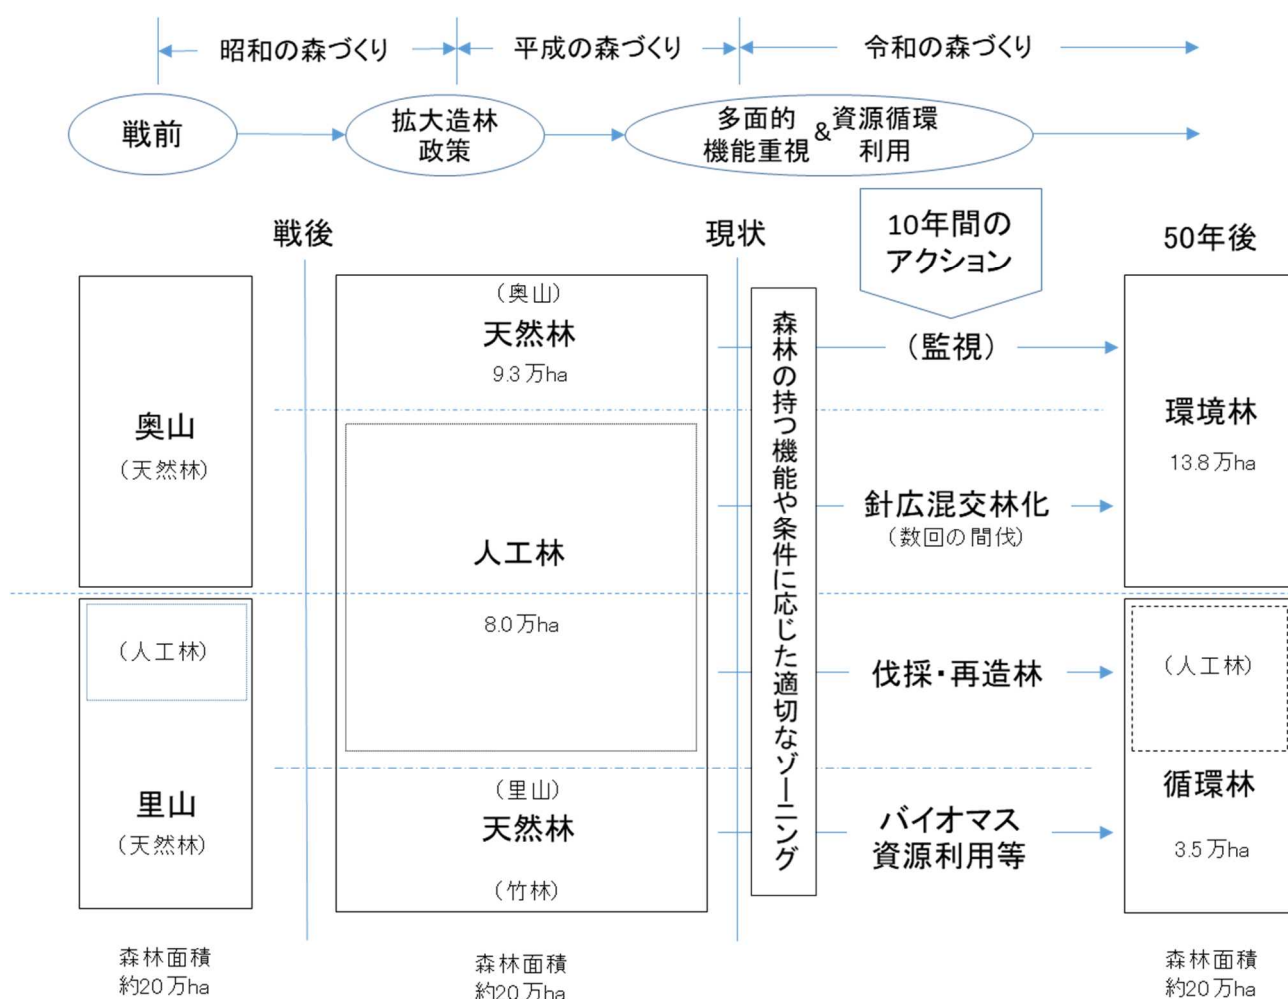 昭和の森づくり
平成の森づくり
令和の森づくり
戦前
拡大造林
政策
多面的
機能重視
&
資源循環
利用
戦後
現状
10年間の
アクション
50年後
奥山
(天然林)
(人工林)
里山
(天然林)
森林面積
約20万ha
(奥山)
天然林
9.3万ha
人工林
8.0万ha
(里山)
天然林
(竹林)
森林面積
約20万ha
森林の持つ機能や条件に応じた適切なゾーニング
(監視)
針広混交林化
(数回の間伐)
伐採・再造林
バイオマス
資源利用等
環境林
13.8万ha
(人工林)
循環林
3.5万ha
森林面積
約20万ha